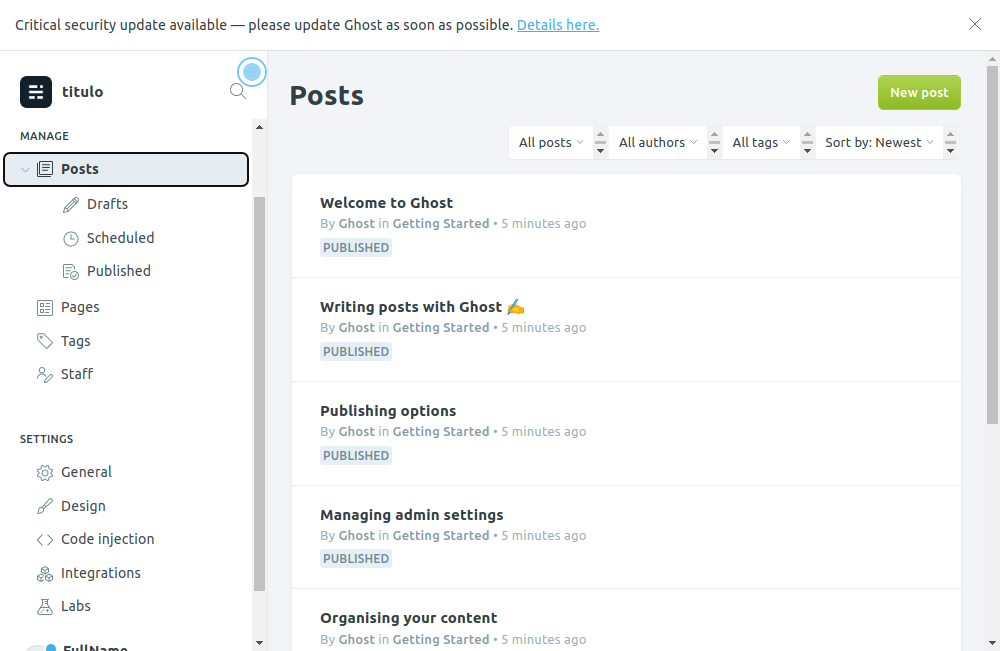 Critical security update available — please update Ghost as soon as possible. Details here.
titulo
MANAGE
Posts
Drafts
Scheduled
Published
Pages
Tags
Staff
SETTINGS
General
Design
Code injection
Integrations
Labs
FullName
Posts
New post
All posts
All authors
All tags
Sort by: Newest
Welcome to Ghost
By Ghost in Getting Started • 5 minutes ago
PUBLISHED
Writing posts with Ghost ✍️
By Ghost in Getting Started • 5 minutes ago
PUBLISHED
Publishing options
By Ghost in Getting Started • 5 minutes ago
PUBLISHED
Managing admin settings
By Ghost in Getting Started • 5 minutes ago
PUBLISHED
Organising your content
By Ghost in Getting Started • 5 minutes ago